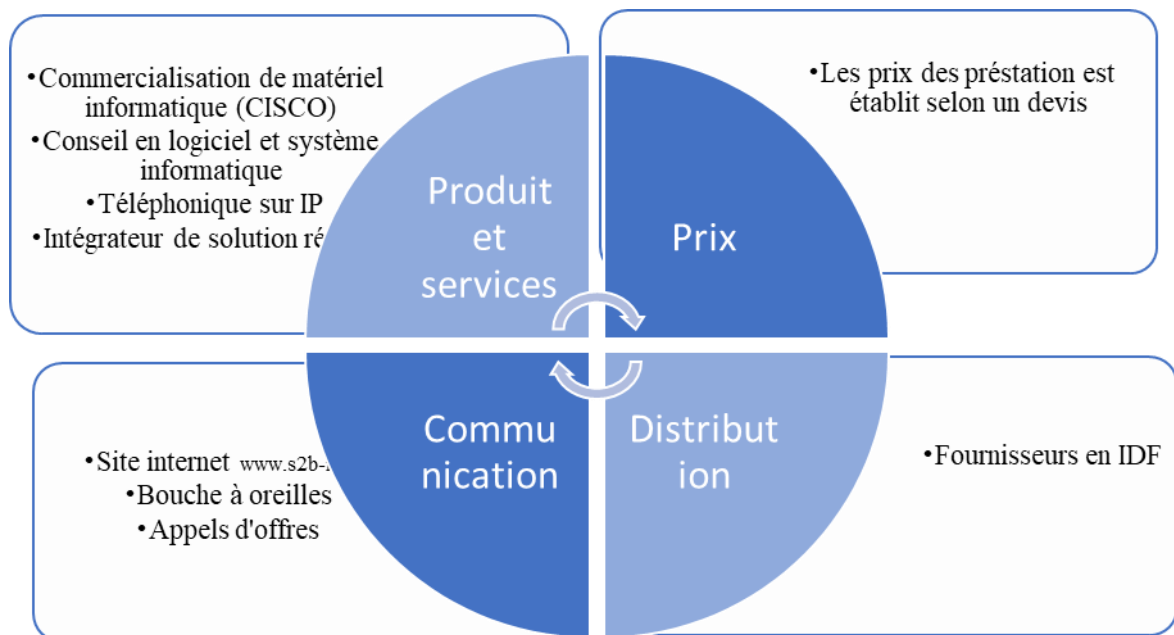 •Commercialisation de matériel
informatique (CISCO)
•Conseil en logiciel et système
informatique
•Téléphonique sur IP
•Intégrateur de solution
Produit
et
services
•Les prix des préstation est
établit selon un devis
Prix
•Site internet www.s2b-
•Bouche à oreilles
•Appels d'offres
Commu
nication
Distribut
ion
•Fournisseurs en IDF